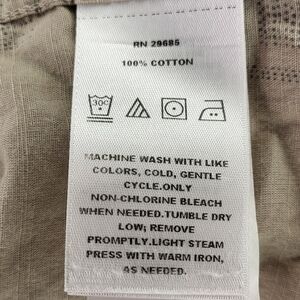 RN 29685
100% COTTON
30C
MACHINE WASH WITH LIKE
COLORS, COLD, GENTLE
CYCLE.ONLY
NON-CHLORINE BLEACH
WHEN NEEDED.TUMBLE DRY
LOW; REMOVE
PROMPTLY.LIGHT STEAM
PRESS WITH WARM IRON,
AS NEEDED.